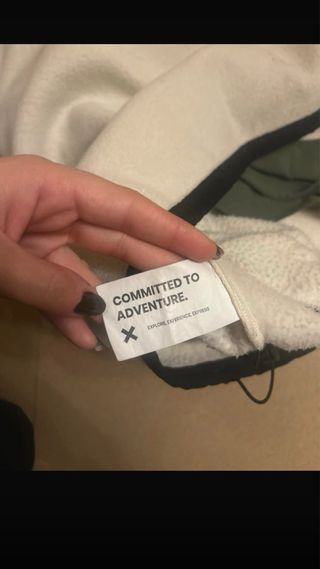 COMMITTED TO
ADVENTURE.
EXPLORE, EXPERIENCE, EXPRESS